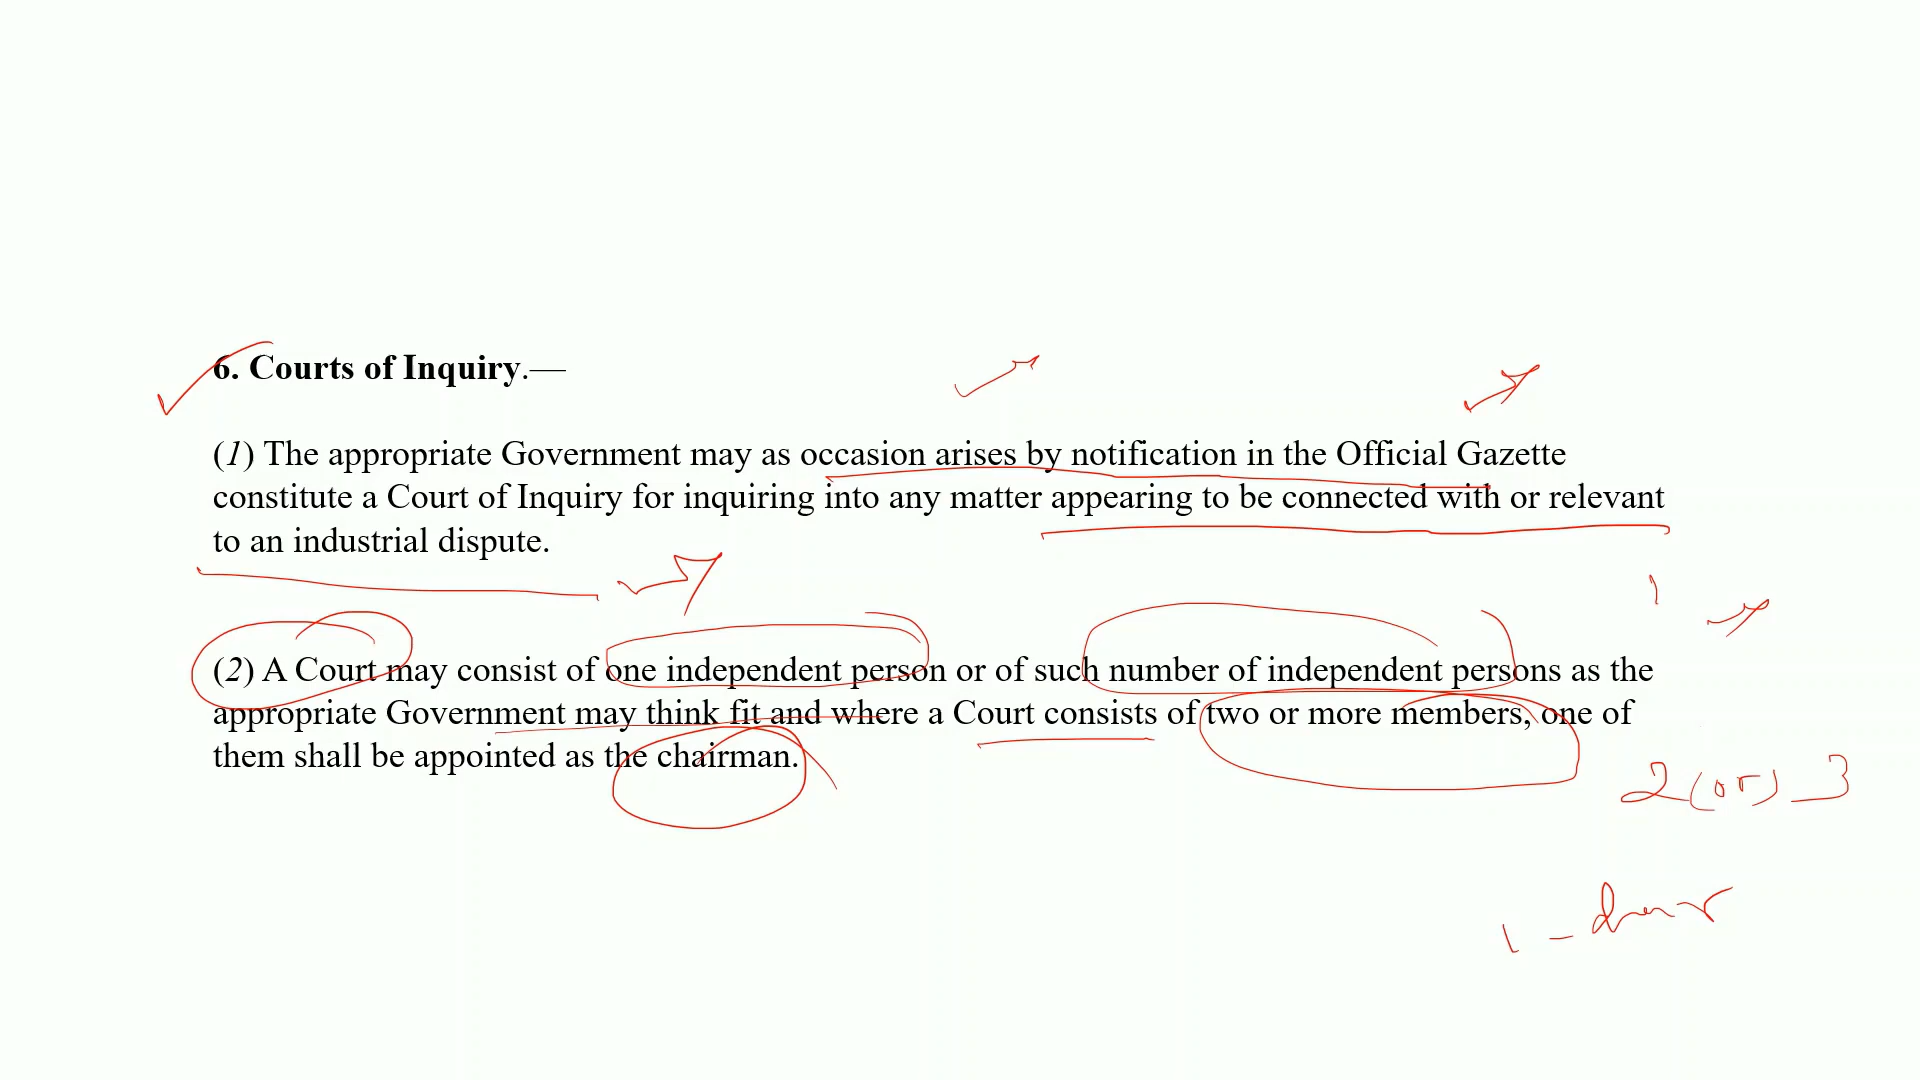 6. Courts of Inquiry.—
(1) The appropriate Government may as occasion arises by notification in the Official Gazette
constitute a Court of Inquiry for inquiring into any matter appearing to be connected with or relevant
to an industrial dispute.
1
(2) A Court may consist of one independent person or of such number of independent persons as the
appropriate Government may think fit and where a Court consists of two or more members, one of
them shall be appointed as the chairman.
2 (or) 3
1 -